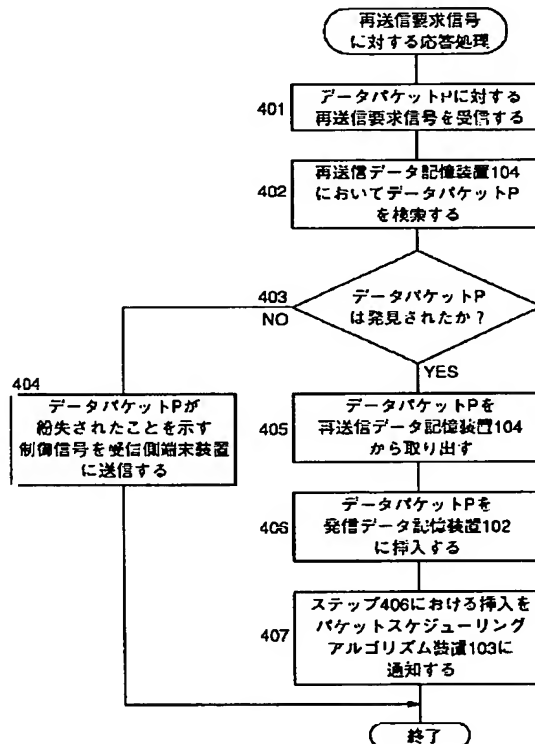 再送信要求信号
に対する応答処理
401
データパケットPに対する
再送信要求信号を受信する
402
再送信データ記憶装置104
においてデータパケットP
を検索する
403
データパケットP
は発見されたか？
NO
YES
404
データパケットPが
紛失されたことを示す
制御信号を受信側端末装置
に送信する
405
データパケットPを
再送信データ記憶装置104
から取り出す
406
データパケットPを
発信データ記憶装置102
に挿入する
407
ステップ406における挿入を
パケットスケジューリング
アルゴリズム装置103に
通知する
終了